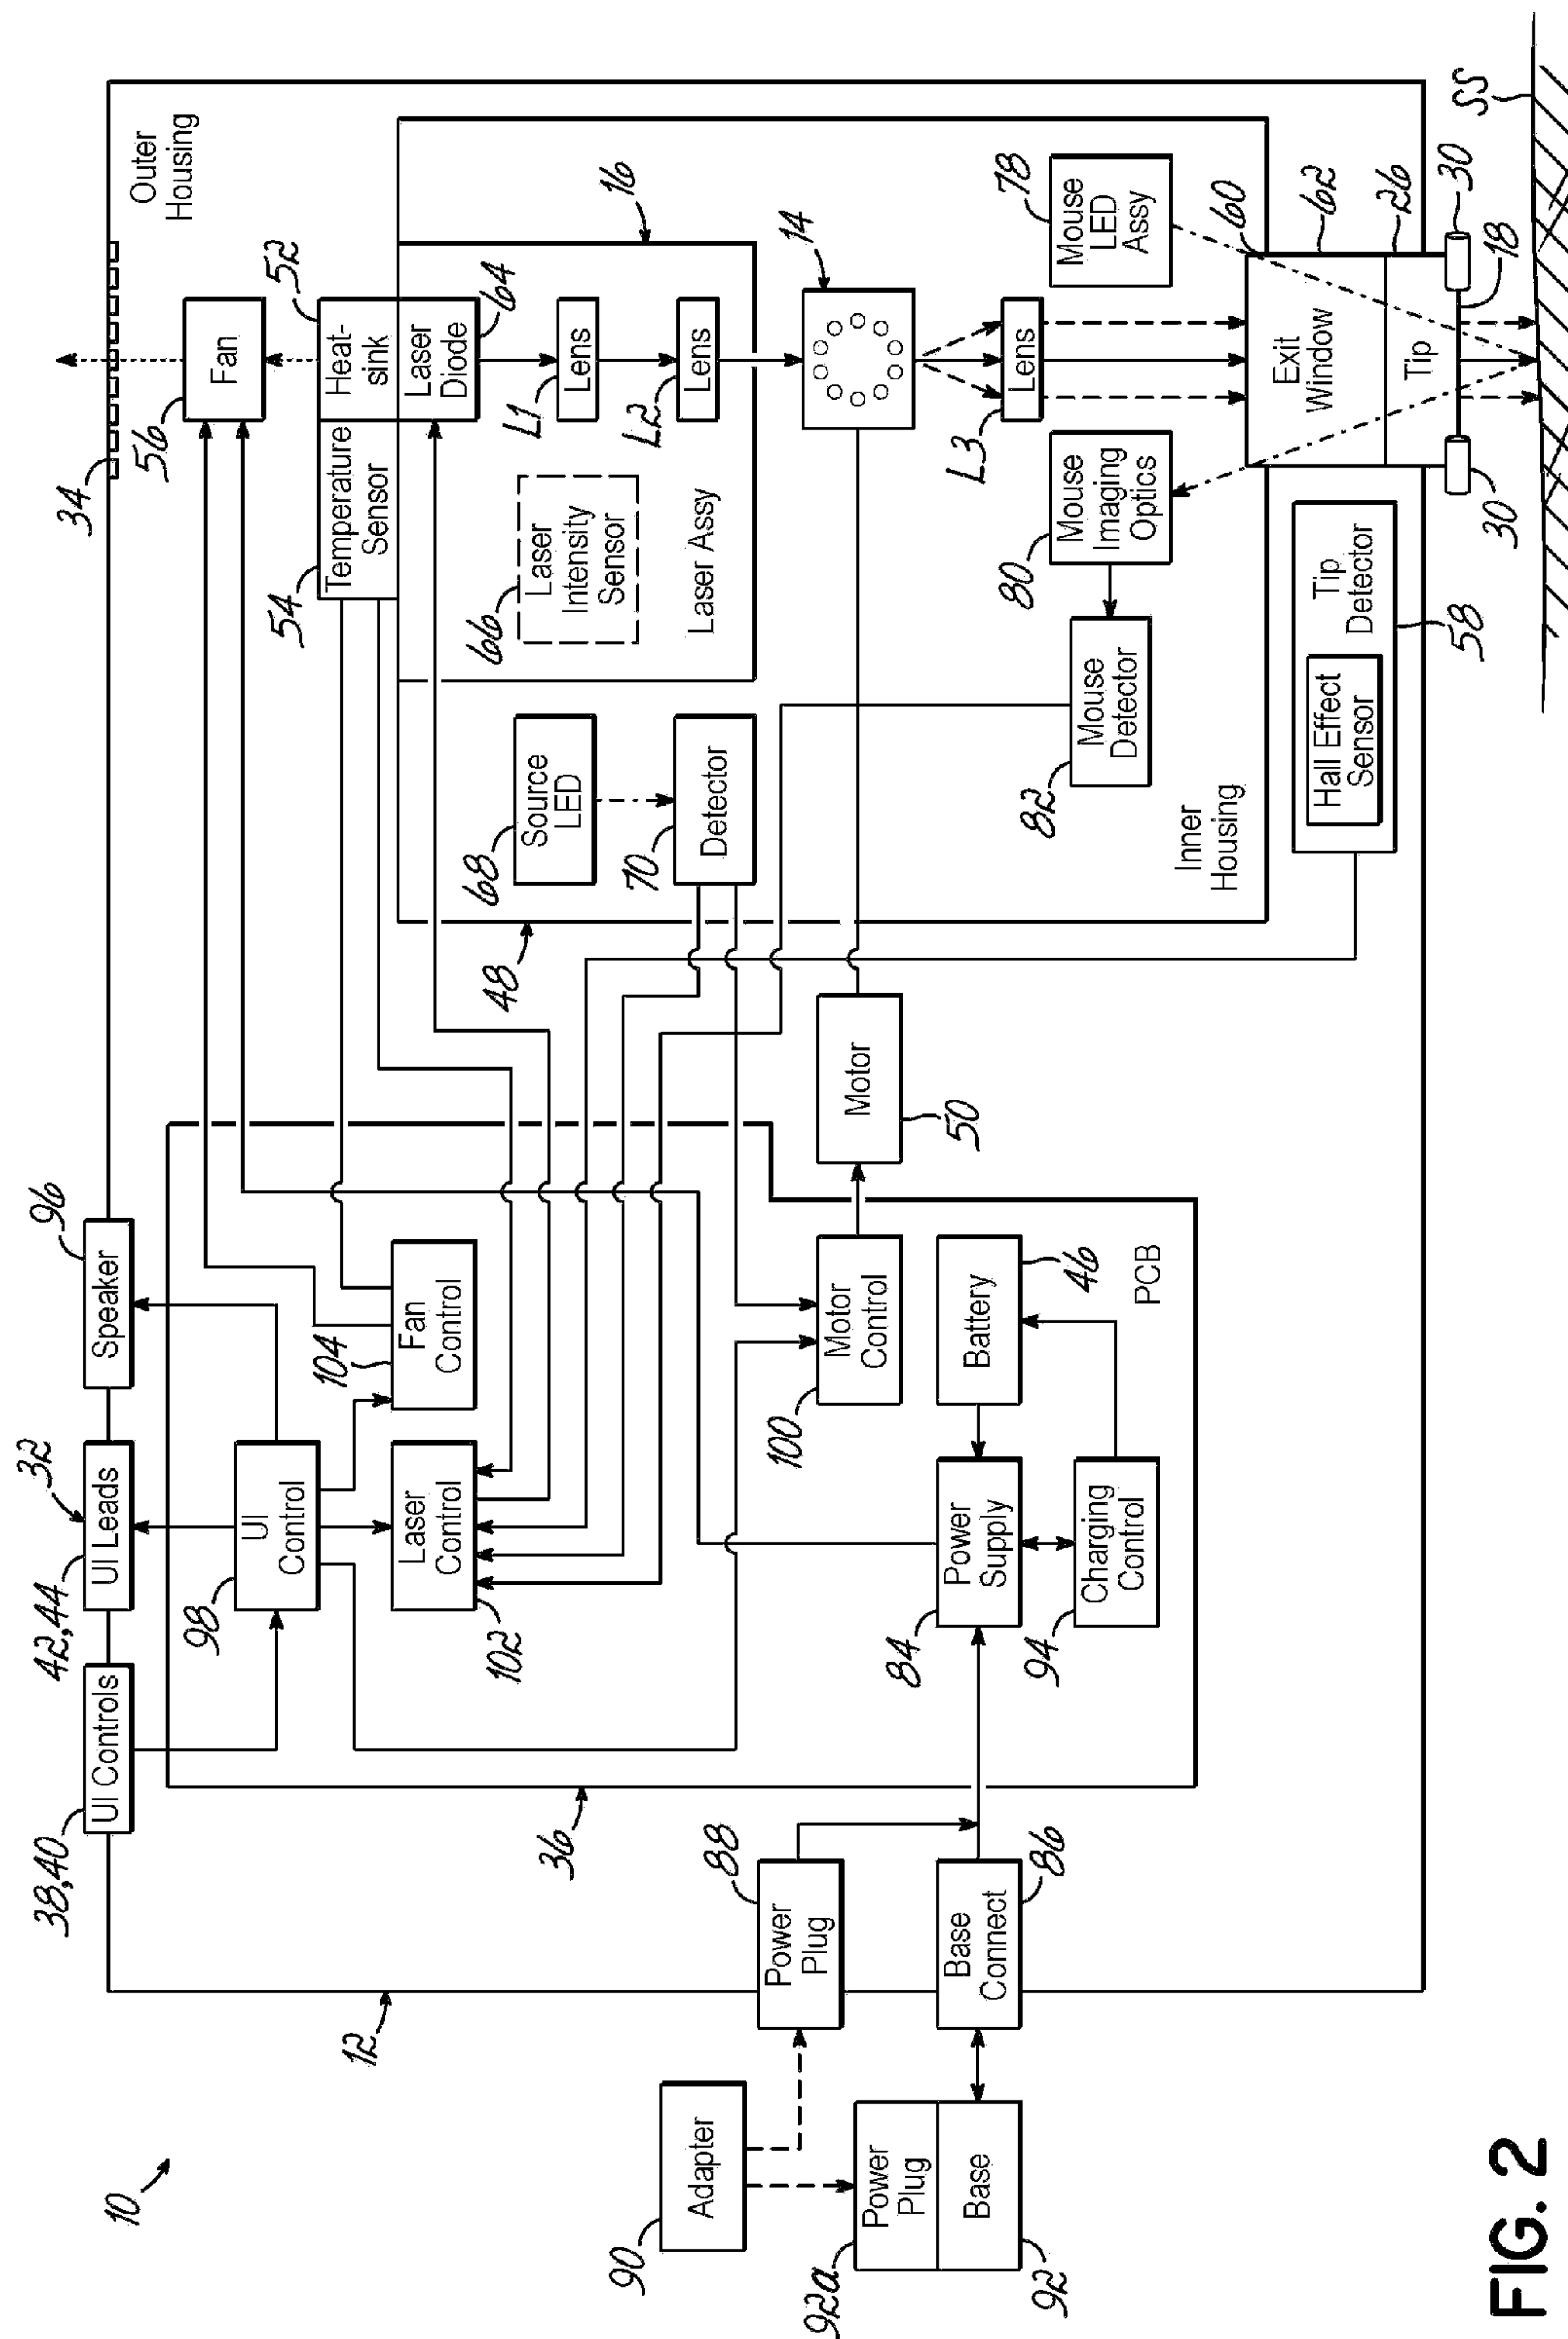 10
12
38,40
UI Controls
42,44
32
UI Leads
96
Speaker
34
Outer
Housing
98
UI
Control
104
Fan
Control
56
Fan
54
Temperature
Sensor
52
Heat-
sink
102
Laser
Control
64
Laser
Diode
16
66
Laser
Intensity
Sensor
L1
Lens
L2
Lens
Laser Assy
68
Source
LED
70
Detector
48
36
90
Adapter
88
Power
Plug
100
Motor
Control
50
Motor
14
92a
Power
Plug
92
Base
86
Base
Connect
84
Power
Supply
46
Battery
94
Charging
Control
PCB
L3
Lens
78
Mouse
LED
Assy
80
Mouse
Imaging
Optics
82
Mouse
Detector
Inner
Housing
60
Exit
Window
62
Tip
26
Hall Effect
Sensor
Tip
Detector
58
30
18
30
SS
FIG. 2